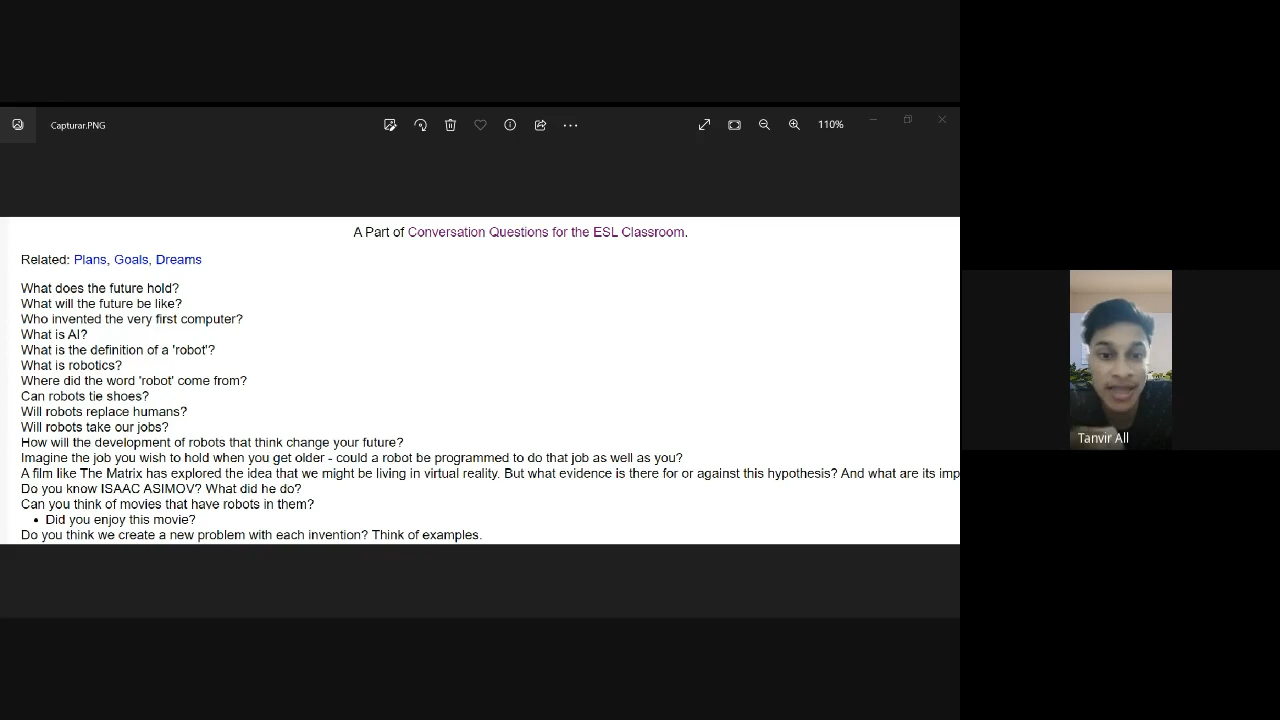 Capturar.PNG
110%
A Part of Conversation Questions for the ESL Classroom.
Related: Plans, Goals, Dreams
What does the future hold?
What will the future be like?
Who invented the very first computer?
What is AI?
What is the definition of a 'robot'?
What is robotics?
Where did the word 'robot' come from?
Can robots tie shoes?
Will robots replace humans?
Will robots take our jobs?
How will the development of robots that think change your future?
Imagine the job you wish to hold when you get older - could a robot be programmed to do that job as well as you?
A film like The Matrix has explored the idea that we might be living in virtual reality. But what evidence is there for or against this hypothesis? And what are its imp
Do you know ISAAC ASIMOV? What did he do?
Can you think of movies that have robots in them?
• Did you enjoy this movie?
Do you think we create a new problem with each invention? Think of examples.
Tanvir All